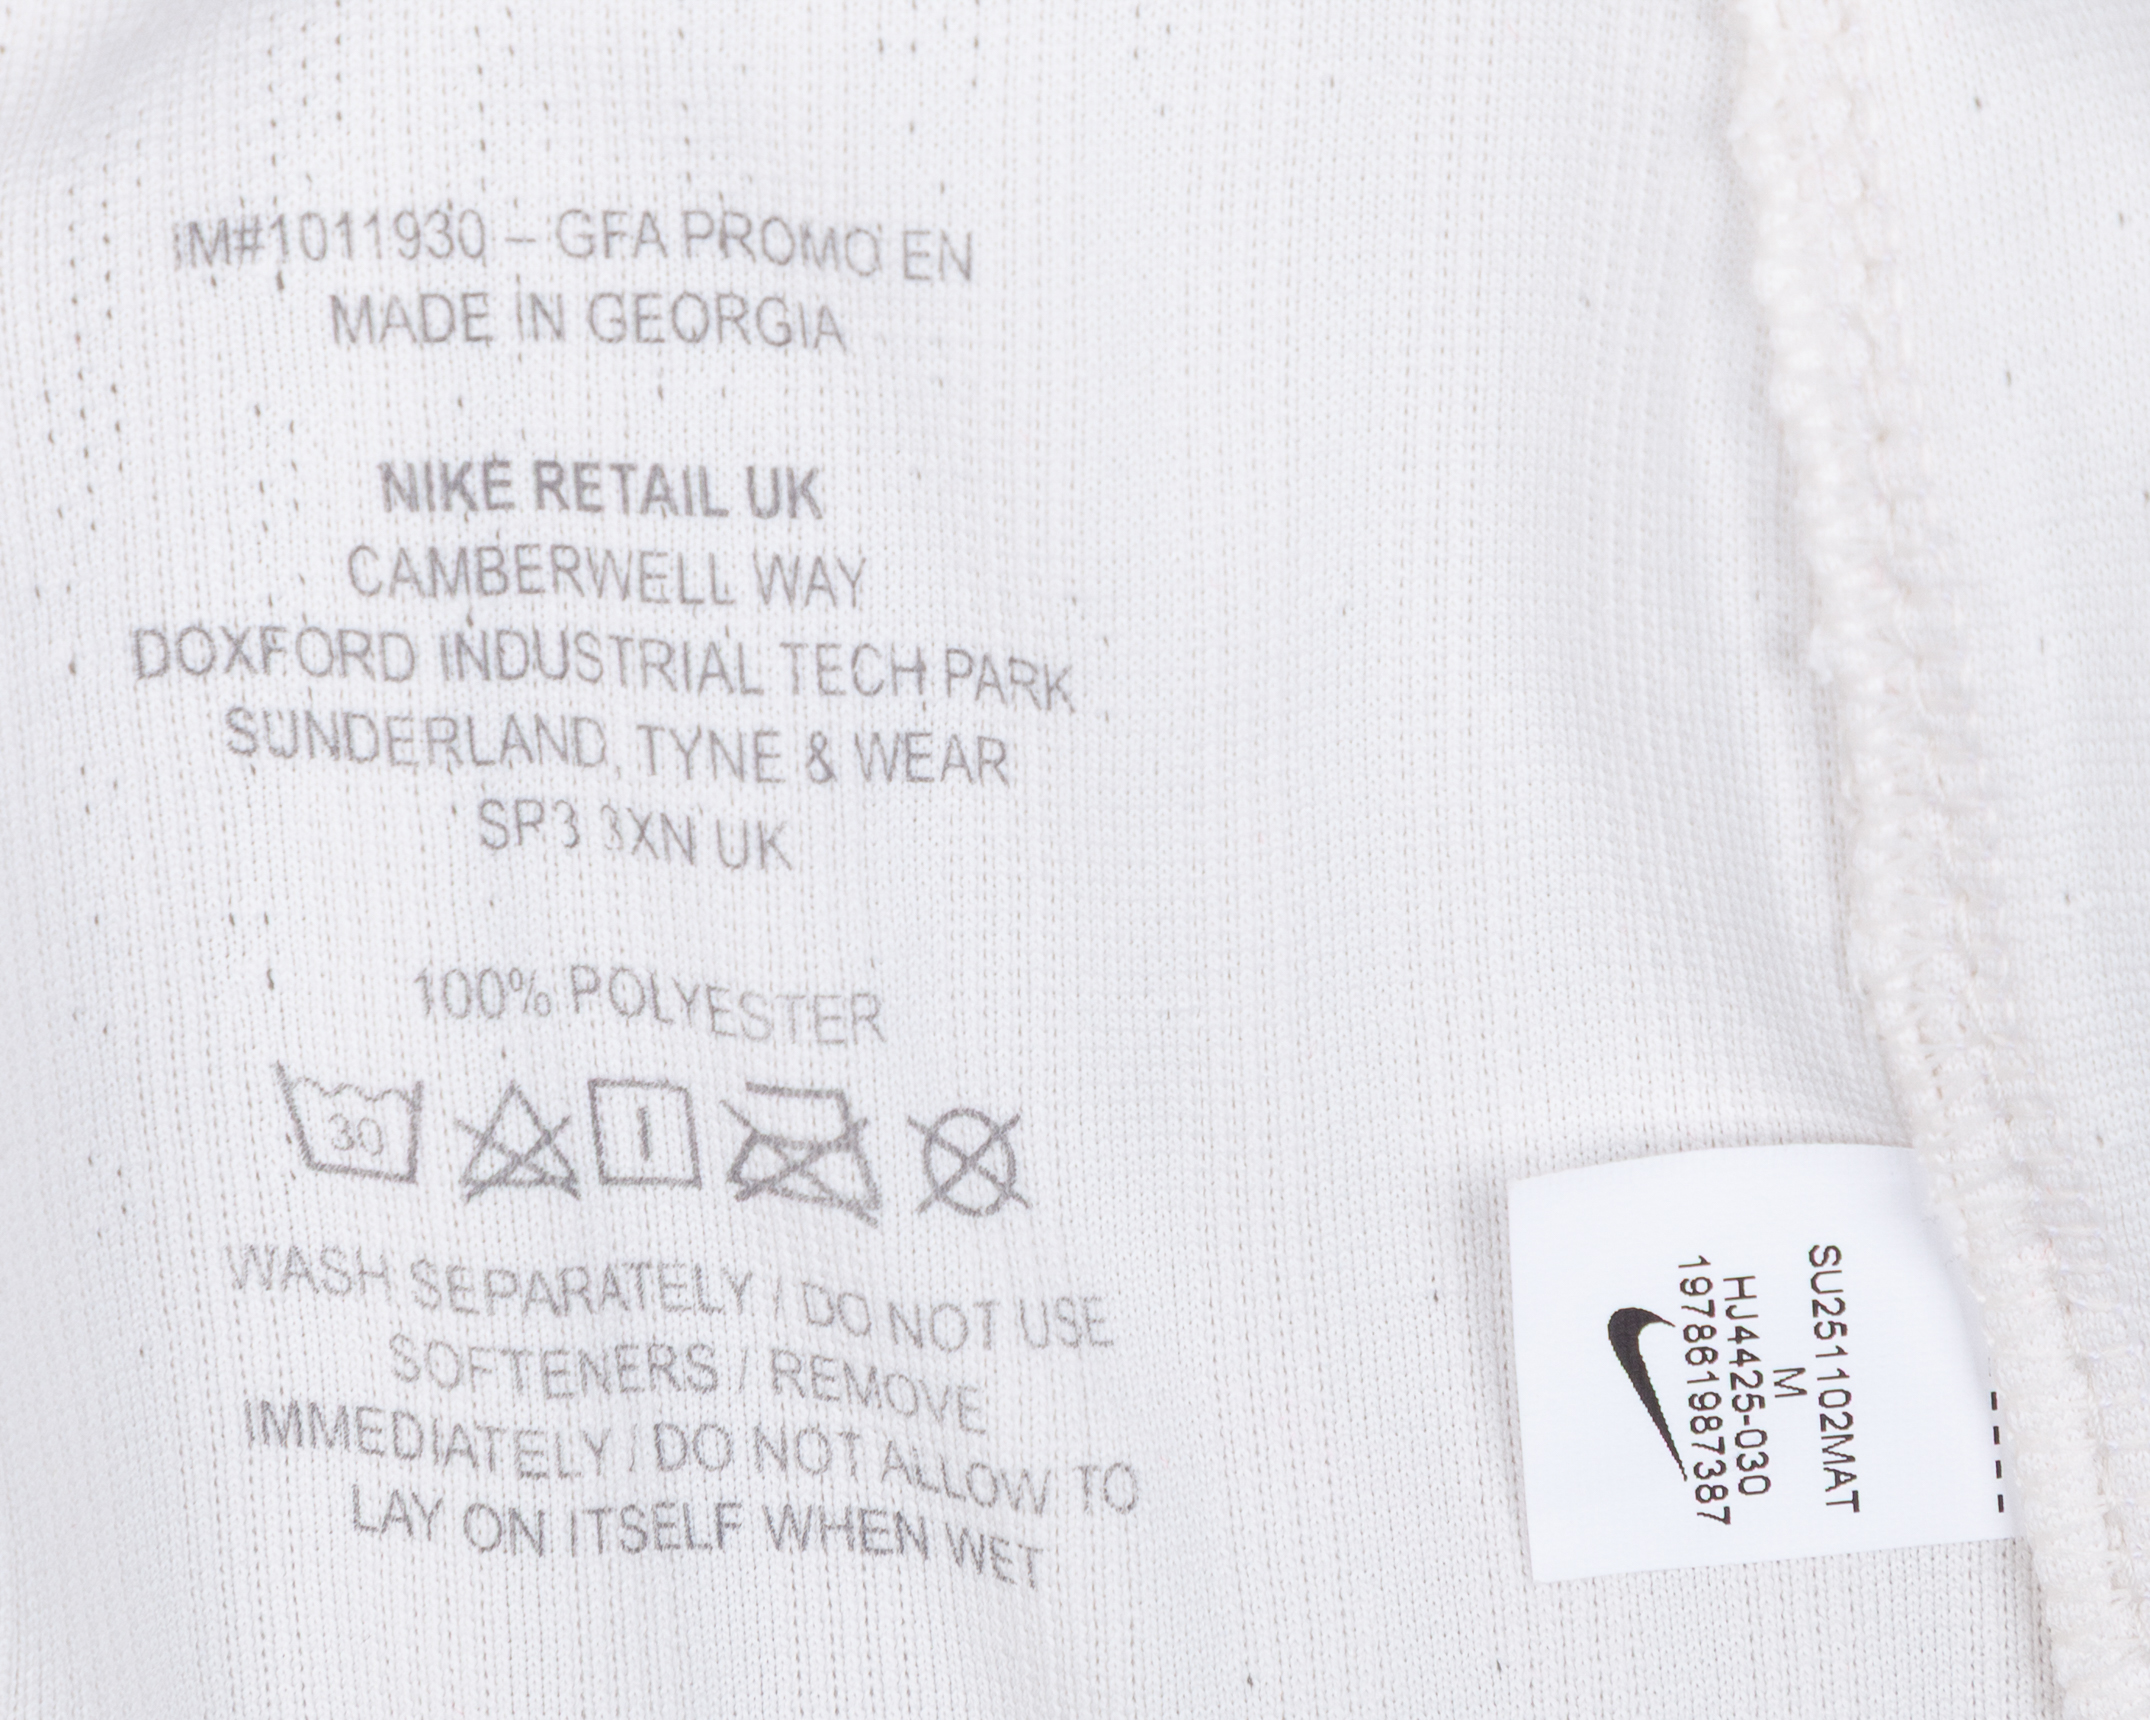 IM#1011930 – GFA PROMO EN
MADE IN GEORGIA
NIKE RETAIL UK
CAMBERWELL WAY
DOXFORD INDUSTRIAL TECH PARK
SUNDERLAND, TYNE & WEAR
SR3 3XN UK
100% POLYESTER
30
WASH SEPARATELY / DO NOT USE
SOFTENERS / REMOVE
IMMEDIATELY / DO NOT ALLOW TO
LAY ON ITSELF WHEN WET
SU251102MAT
M
HJ4425-030
197861987387